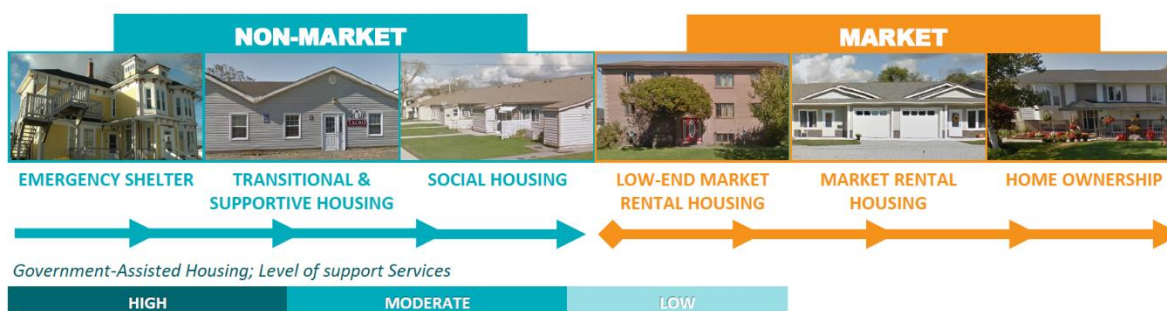 NON-MARKET
MARKET
EMERGENCY SHELTER
TRANSITIONAL &
SUPPORTIVE HOUSING
SOCIAL HOUSING
LOW-END MARKET
RENTAL HOUSING
MARKET RENTAL
HOUSING
HOME OWNERSHIP
Government-Assisted Housing; Level of support Services
HIGH
MODERATE
LOW